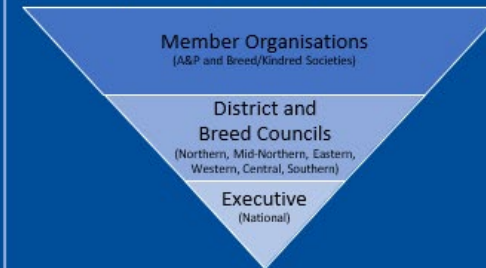 Member Organisations
(A&P and Breed/Kindred Societies)
District and
Breed Councils
(Northern, Mid-Northern, Eastern,
Western, Central, Southern)
Executive
(National)